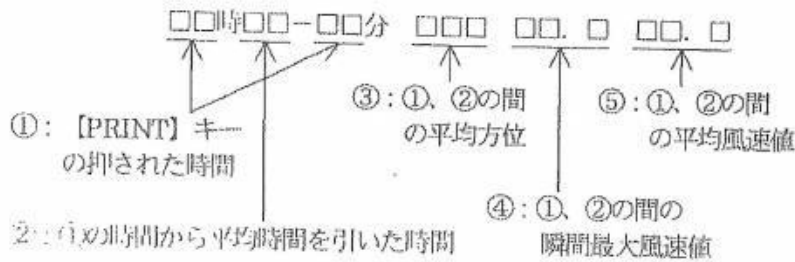 □□時□□-□□分 □□□ □□. □ □□. □
③:①、②の間
の平均方位
⑤:①、②の間
の平均風速値
①:【PRINT】キー
の押された時間
②:①の時間から平均時間を引いた時間
④:①、②の間の
瞬間最大風速値